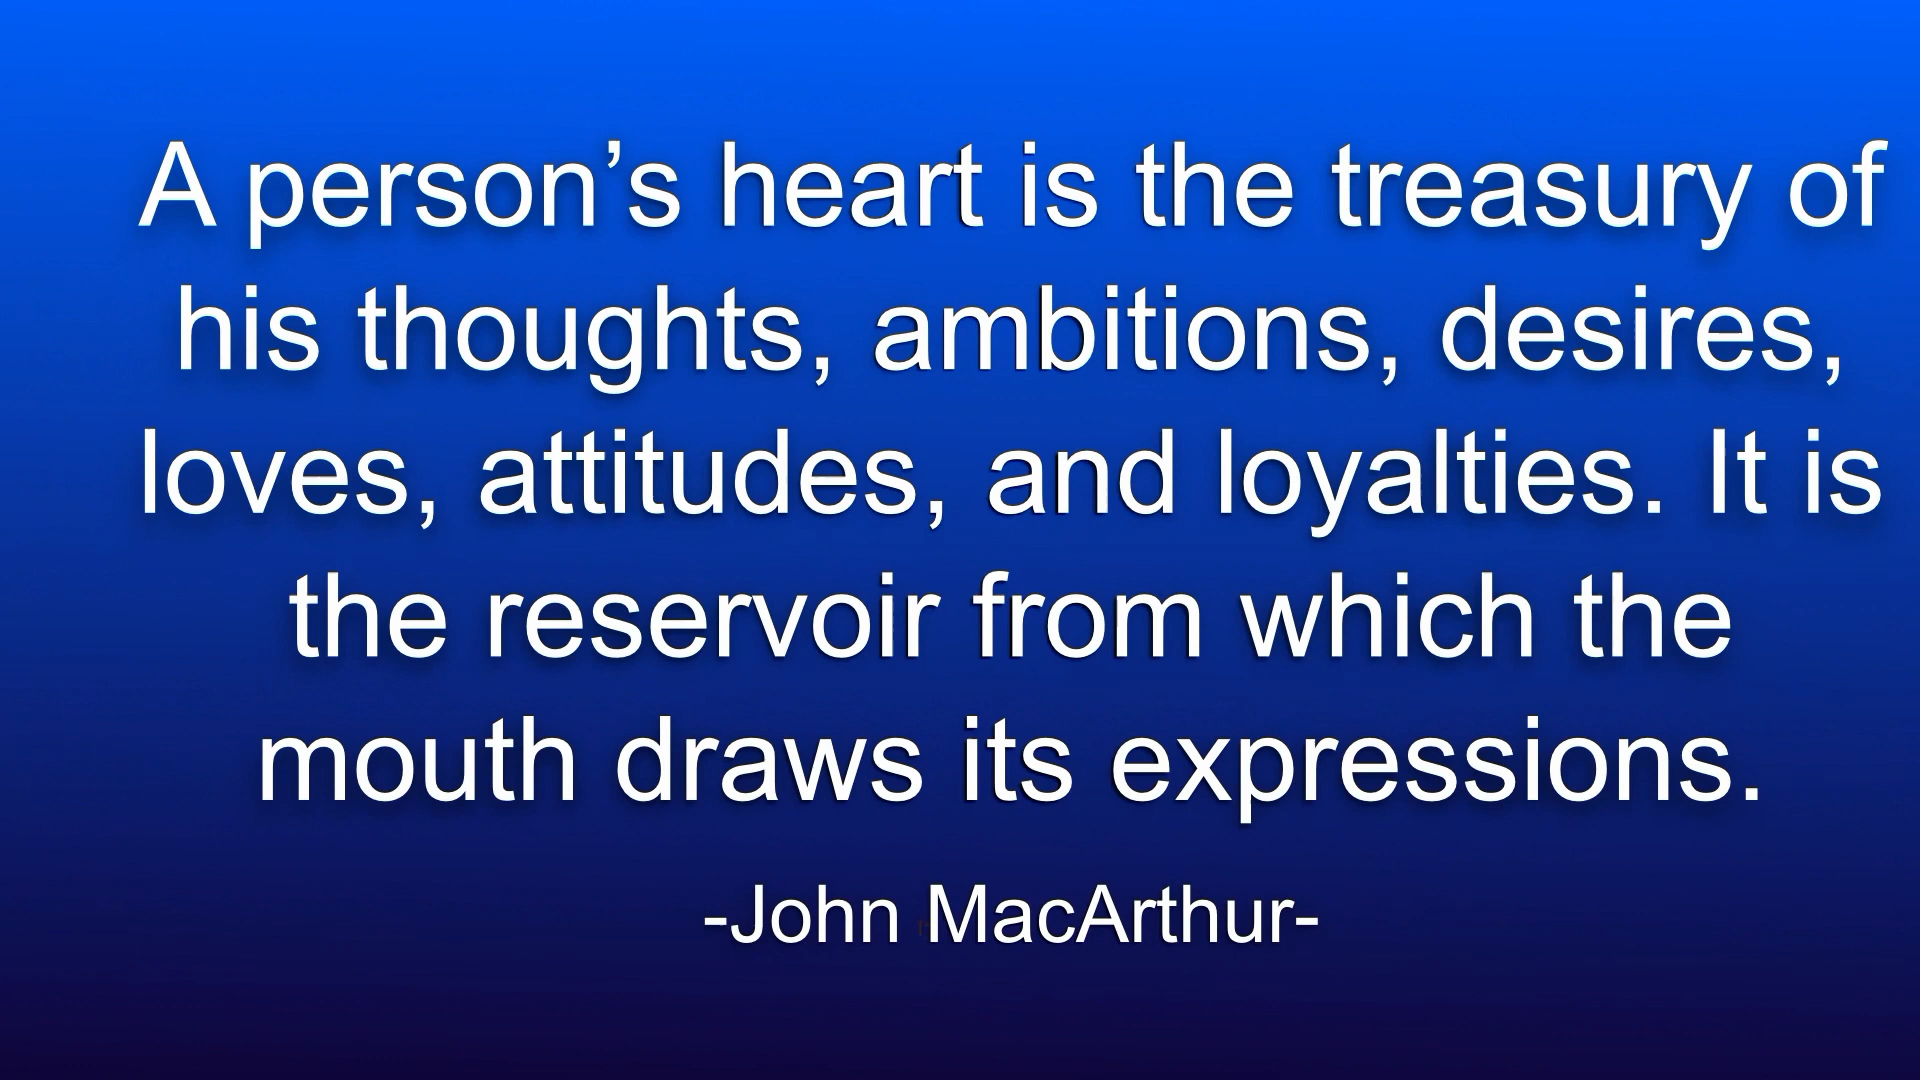 A person’s heart is the treasury of
his thoughts, ambitions, desires,
loves, attitudes, and loyalties. It is
the reservoir from which the
mouth draws its expressions.
-John MacArthur-